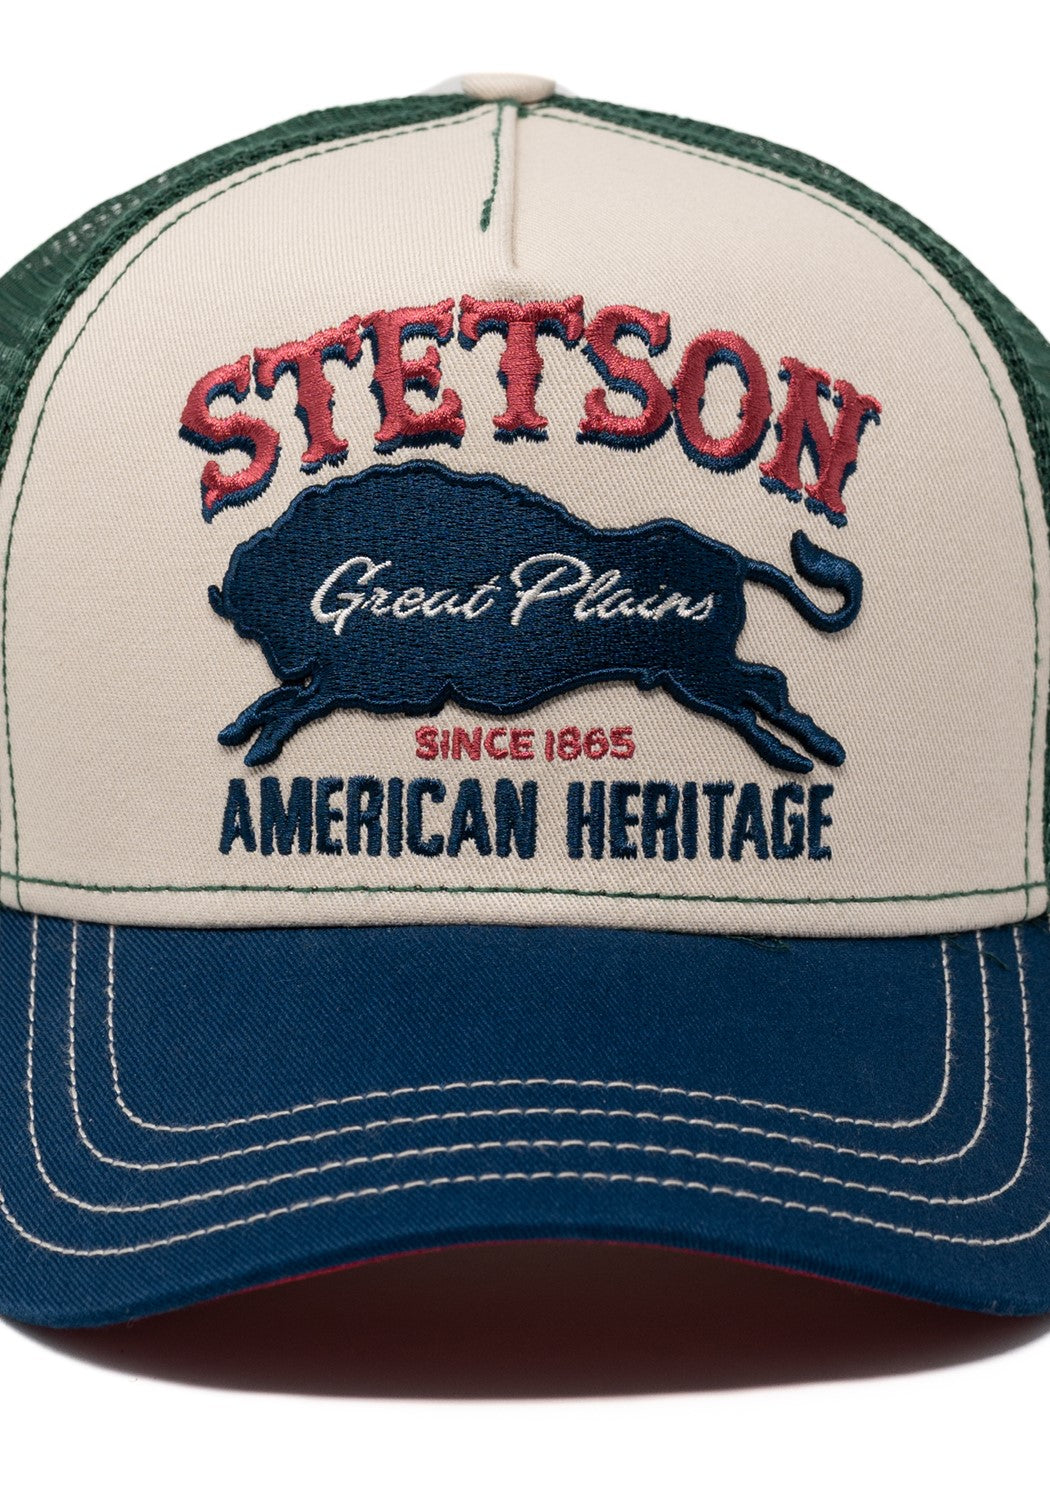 STETSON
Great Plains
SINCE 1865
AMERICAN HERITAGE